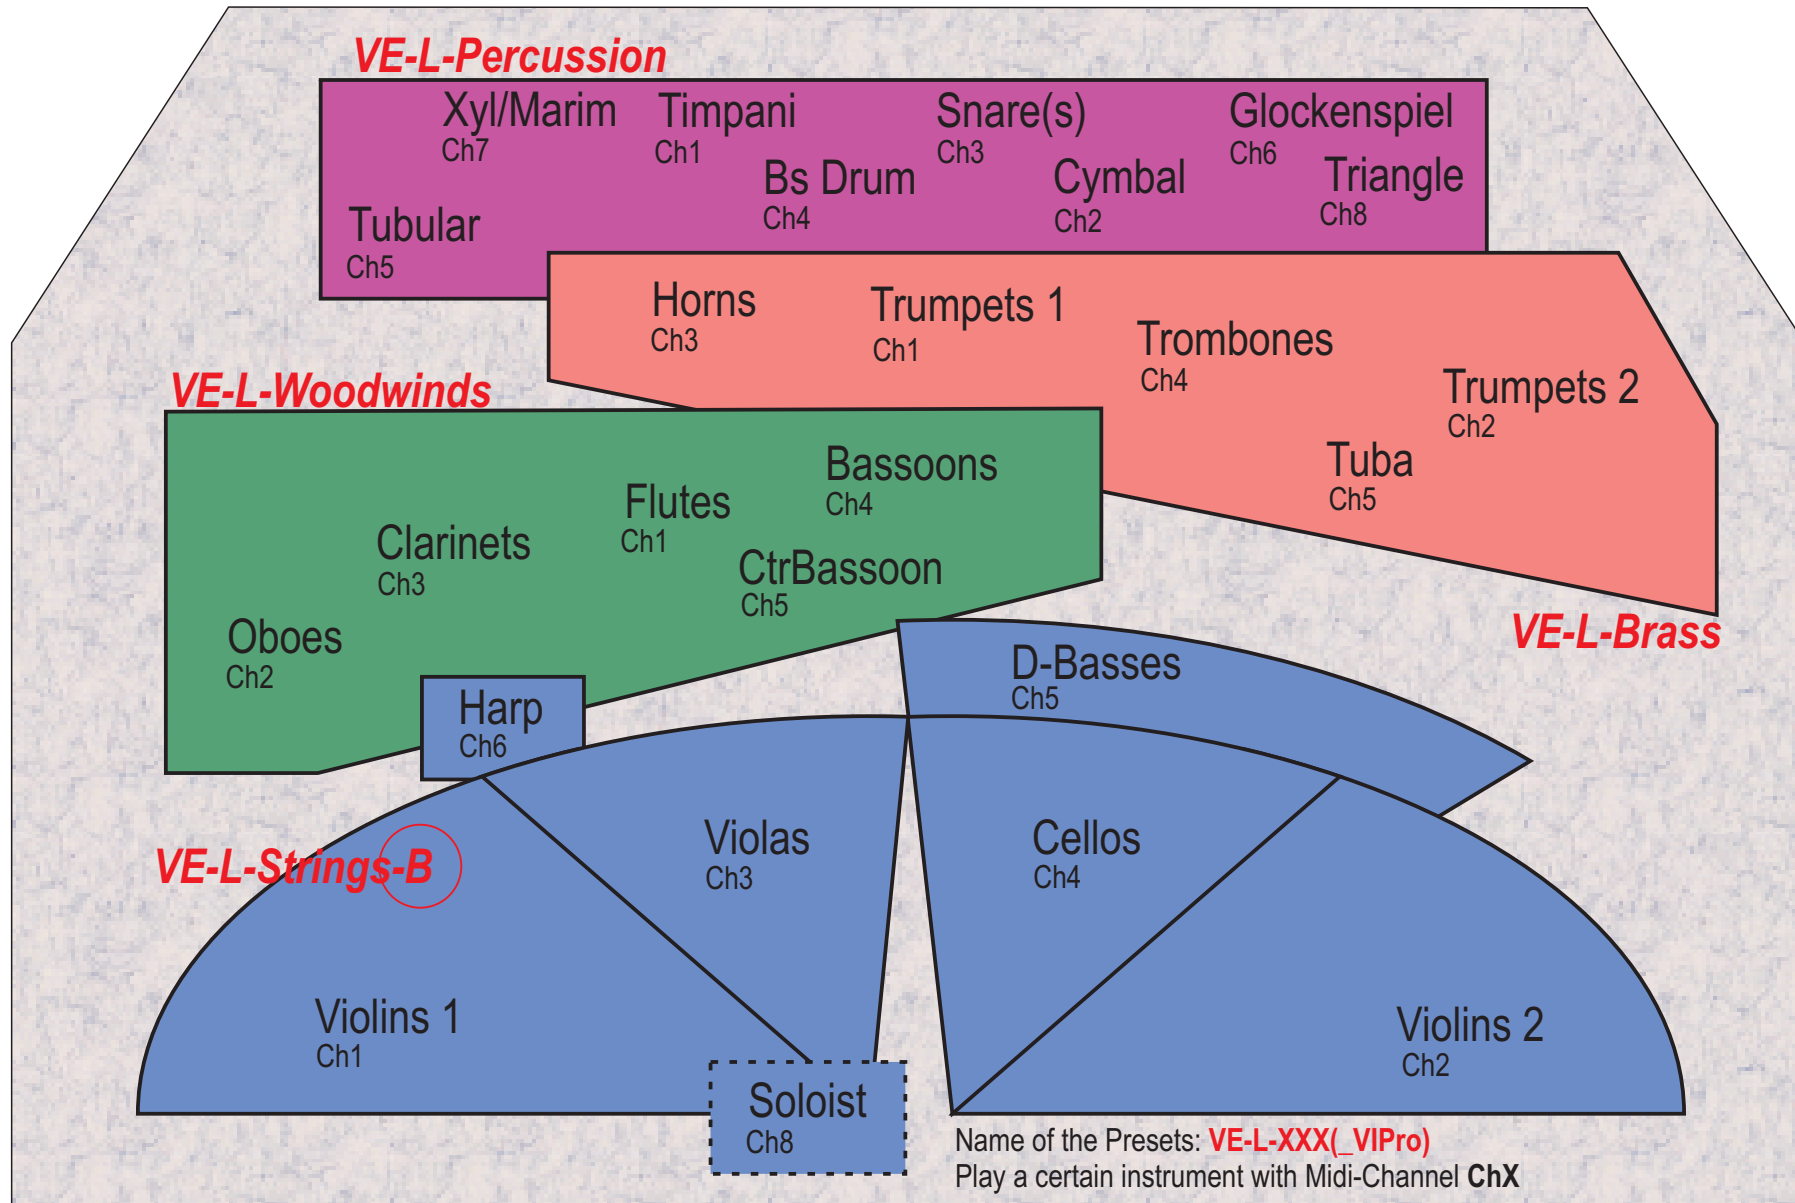 VE-L-Percussion
Xyl/Marim
Ch7
Timpani
Ch1
Snare(s)
Ch3
Glockenspiel
Ch6
Bs Drum
Ch4
Cymbal
Ch2
Triangle
Ch8
Tubular
Ch5
Horns
Ch3
Trumpets 1
Ch1
Trombones
Ch4
Trumpets 2
Ch2
Tuba
Ch5
VE-L-Brass
VE-L-Woodwinds
Bassoons
Ch4
Flutes
Ch1
Clarinets
Ch3
CtrBassoon
Ch5
Oboes
Ch2
Harp
Ch6
D-Basses
Ch5
VE-L-Strings-B
Violas
Ch3
Cellos
Ch4
Violins 1
Ch1
Violins 2
Ch2
Soloist
Ch8
Name of the Presets: VE-L-XXX(_VIPro)
Play a certain instrument with Midi-Channel ChX